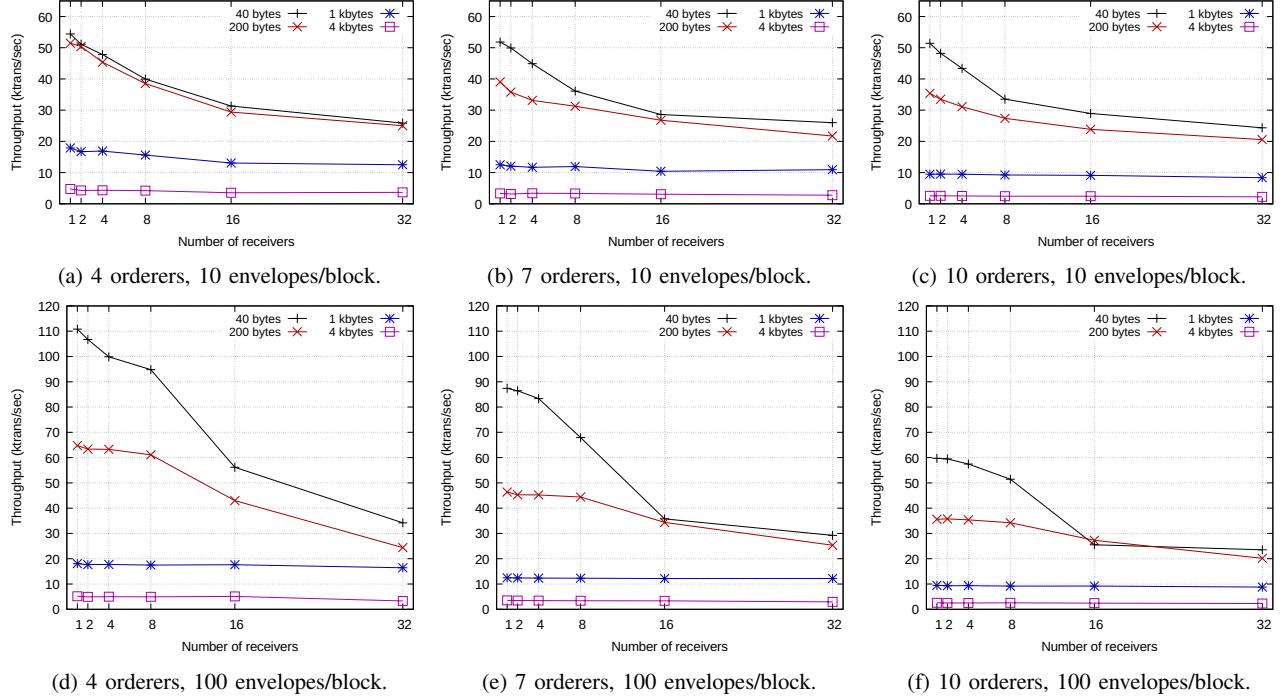 40 bytes
200 bytes
1 kbytes
4 kbytes
Throughput (ktrans/sec)
60
50
40
30
20
10
0
1 2 4 8 16 32
Number of receivers
(a) 4 orderers, 10 envelopes/block.
40 bytes
200 bytes
1 kbytes
4 kbytes
Throughput (ktrans/sec)
60
50
40
30
20
10
0
1 2 4 8 16 32
Number of receivers
(b) 7 orderers, 10 envelopes/block.
40 bytes
200 bytes
1 kbytes
4 kbytes
Throughput (ktrans/sec)
60
50
40
30
20
10
0
1 2 4 8 16 32
Number of receivers
(c) 10 orderers, 10 envelopes/block.
40 bytes
200 bytes
1 kbytes
4 kbytes
Throughput (ktrans/sec)
120
110
100
90
80
70
60
50
40
30
20
10
0
1 2 4 8 16 32
Number of receivers
(d) 4 orderers, 100 envelopes/block.
40 bytes
200 bytes
1 kbytes
4 kbytes
Throughput (ktrans/sec)
120
110
100
90
80
70
60
50
40
30
20
10
0
1 2 4 8 16 32
Number of receivers
(e) 7 orderers, 100 envelopes/block.
40 bytes
200 bytes
1 kbytes
4 kbytes
Throughput (ktrans/sec)
120
110
100
90
80
70
60
50
40
30
20
10
0
1 2 4 8 16 32
Number of receivers
(f) 10 orderers, 100 envelopes/block.